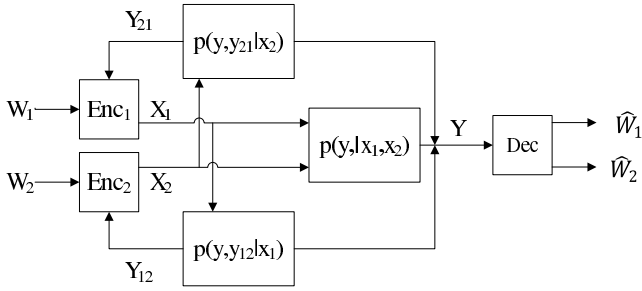 Y21
p(y,y21|x2)
W1
Enc1
X1
p(y,|x1,x2)
Y
Dec
Ŵ1
W2
Enc2
X2
Ŵ2
p(y,y12|x1)
Y12